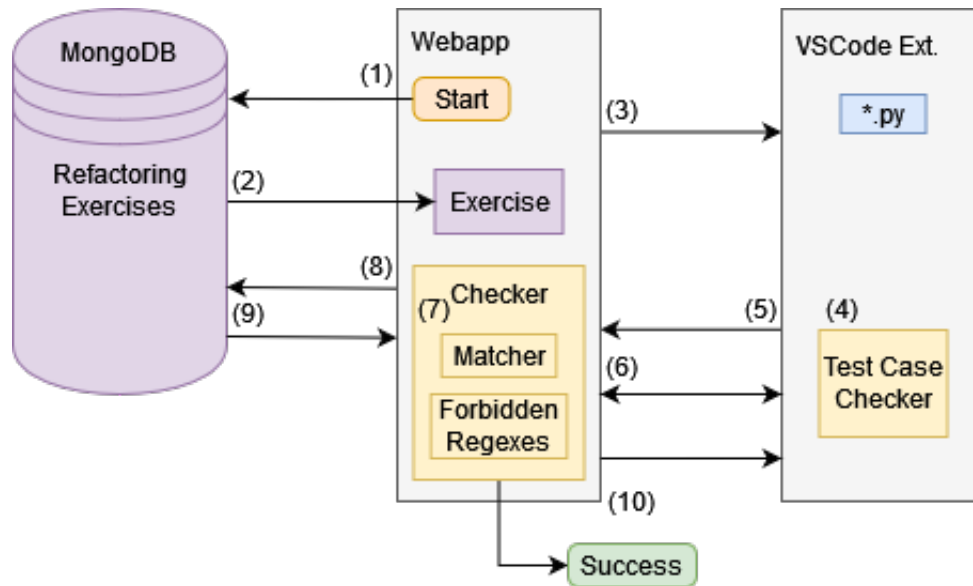 MongoDB
Refactoring
Exercises
(1)
(2)
(8)
(9)
Webapp
Start
Exercise
Checker
(7)
Matcher
Forbidden
Regexes
(3)
(5)
(6)
(10)
VSCode Ext.
*.py
(4)
Test Case
Checker
Success